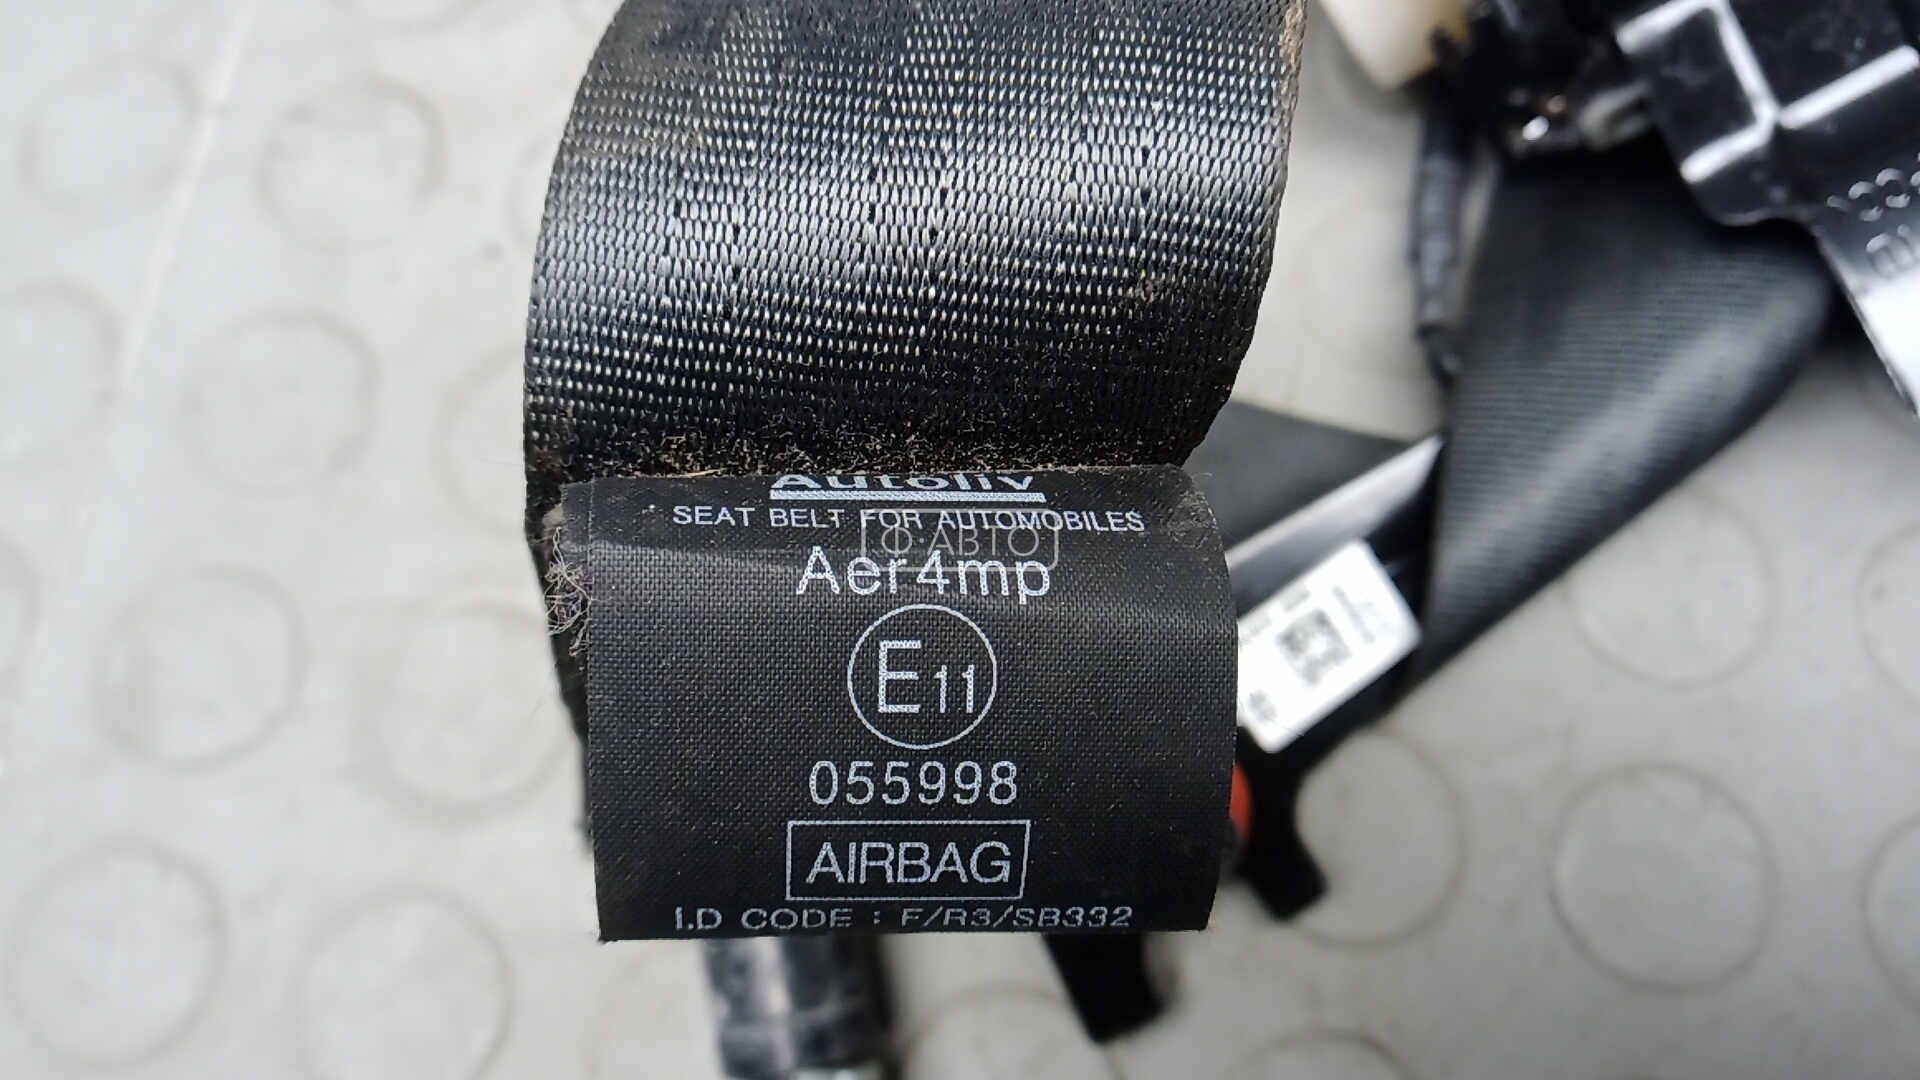 Autoliv
SEAT BELT FOR AUTOMOBILES
Ф·АВТО
Aer4mp
E11
055998
AIRBAG
I.D CODE : F/R3/SB332